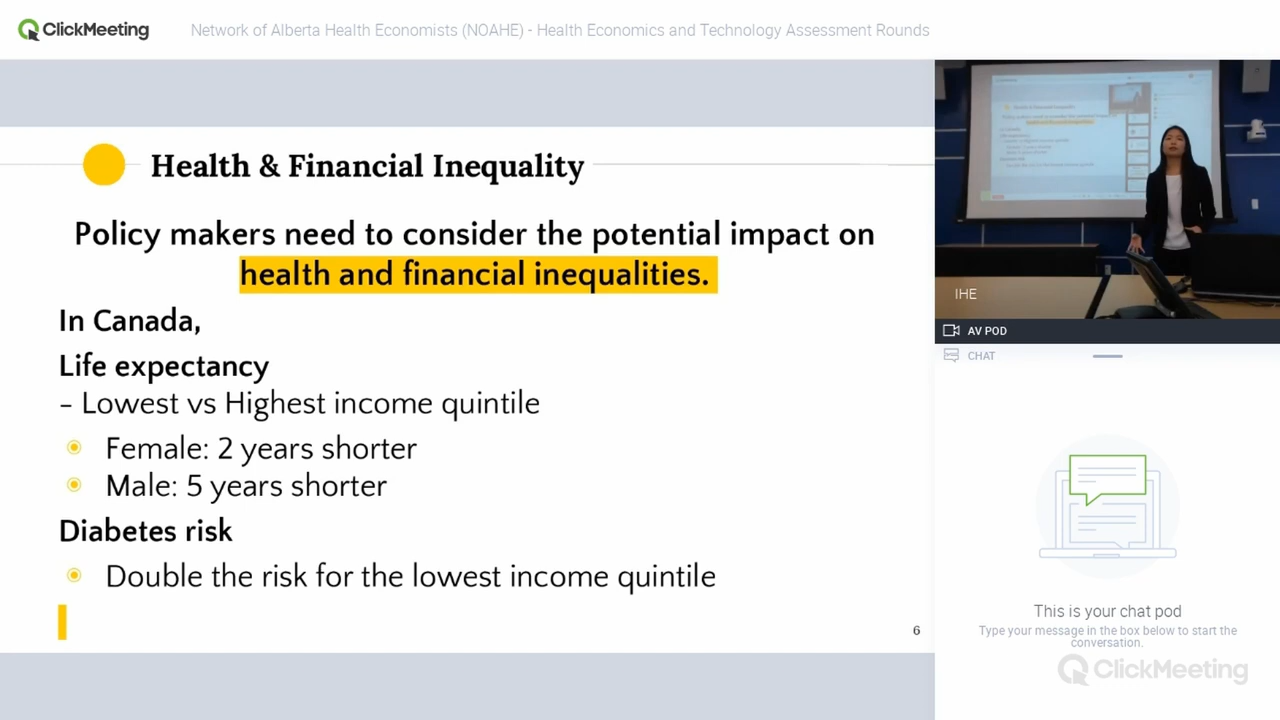 ClickMeeting
Network of Alberta Health Economists (NOAHE) - Health Economics and Technology Assessment Rounds
Health & Financial Inequality
Policy makers need to consider the potential impact on
health and financial inequalities.
In Canada,
Life expectancy
– Lowest vs Highest income quintile
Female: 2 years shorter
Male: 5 years shorter
Diabetes risk
Double the risk for the lowest income quintile
6
IHE
AV POD
CHAT
This is your chat pod
Type your message in the box below to start the
conversation.
ClickMeeting